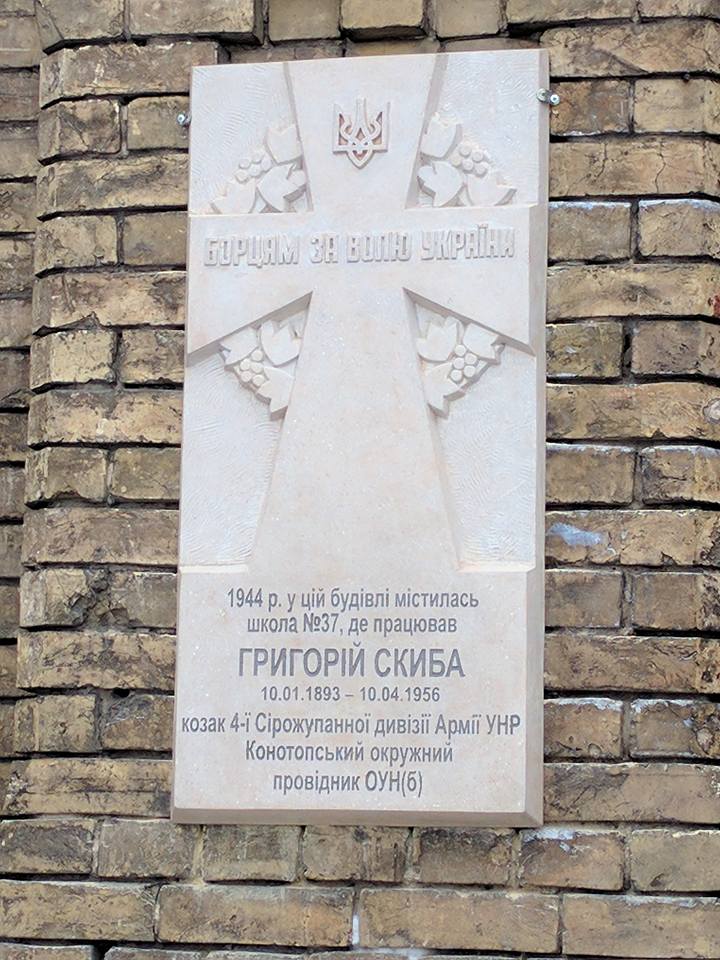 БОРЦЯМ ЗА ВОЛЮ УКРАЇНИ
1944 р. у цій будівлі містилась
школа №37, де працював
ГРИГОРІЙ СКИБА
10.01.1893 – 10.04.1956
козак 4-ї Сірожупанної дивізії Армії УНР
Конотопський окружний
провідник ОУН(б)